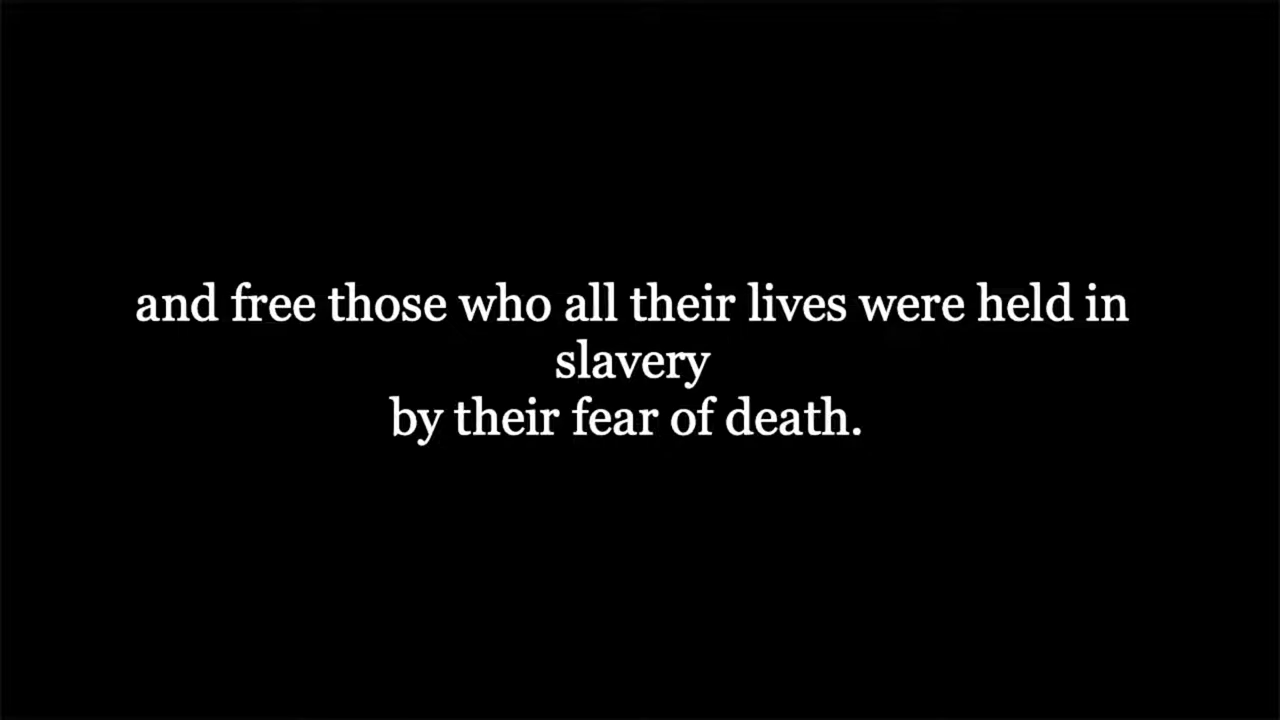 and free those who all their lives were held in
slavery
by their fear of death.